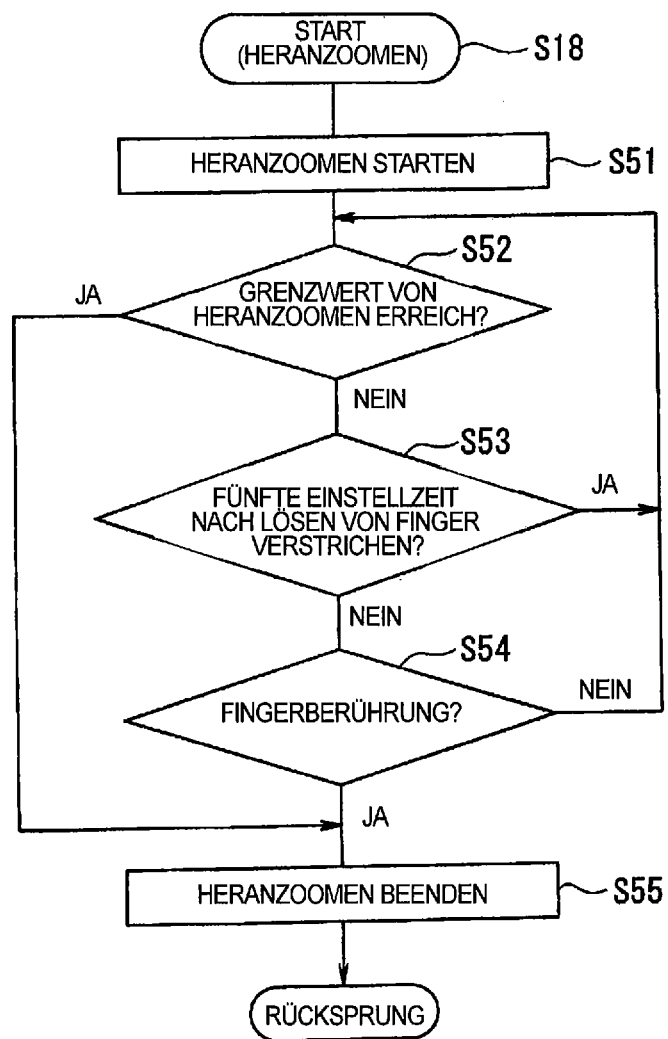 START
(HERANZOOMEN)
S18
HERANZOOMEN STARTEN
S51
S52
JA
GRENZWERT VON
HERANZOOMEN ERREICH?
NEIN
S53
FÜNFTE EINSTELLZEIT
NACH LÖSEN VON FINGER
VERSTRICHEN?
JA
NEIN
S54
FINGERBERÜHRUNG?
NEIN
JA
HERANZOOMEN BEENDEN
S55
RÜCKSPRUNG